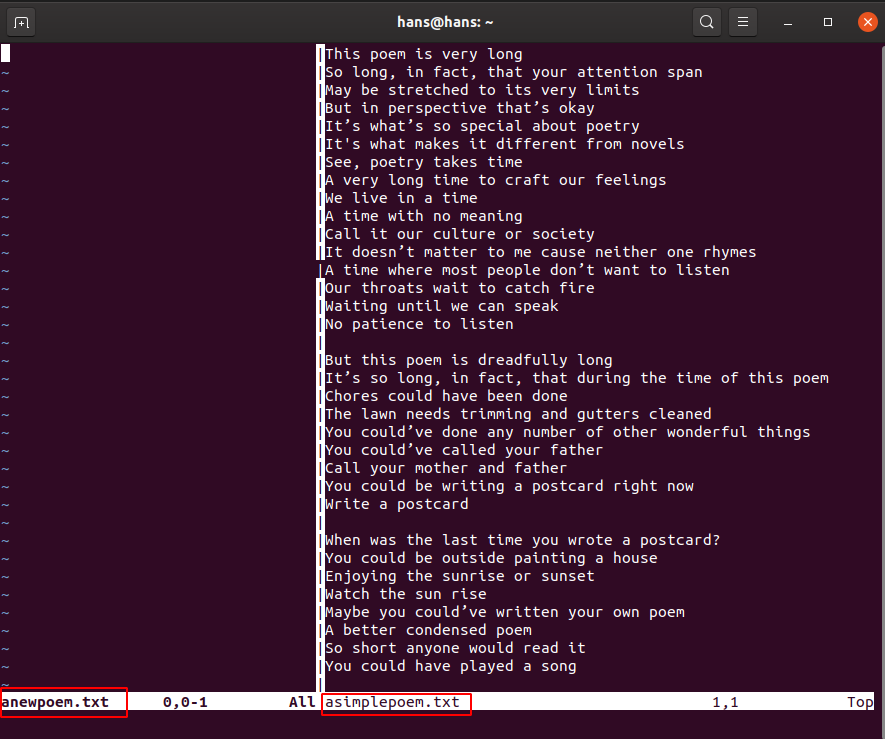 hans@hans: ~
This poem is very long
So long, in fact, that your attention span
May be stretched to its very limits
But in perspective that’s okay
It’s what’s so special about poetry
It's what makes it different from novels
See, poetry takes time
A very long time to craft our feelings
We live in a time
A time with no meaning
Call it our culture or society
It doesn’t matter to me cause neither one rhymes
A time where most people don’t want to listen
Our throats wait to catch fire
Waiting until we can speak
No patience to listen

But this poem is dreadfully long
It’s so long, in fact, that during the time of this poem
Chores could have been done
The lawn needs trimming and gutters cleaned
You could’ve done any number of other wonderful things
You could’ve called your father
Call your mother and father
You could be writing a postcard right now
Write a postcard

When was the last time you wrote a postcard?
You could be outside painting a house
Enjoying the sunrise or sunset
Watch the sun rise
Maybe you could’ve written your own poem
A better condensed poem
So short anyone would read it
You could have played a song
anewpoem.txt 0,0-1 All asimplepoem.txt 1,1 Top